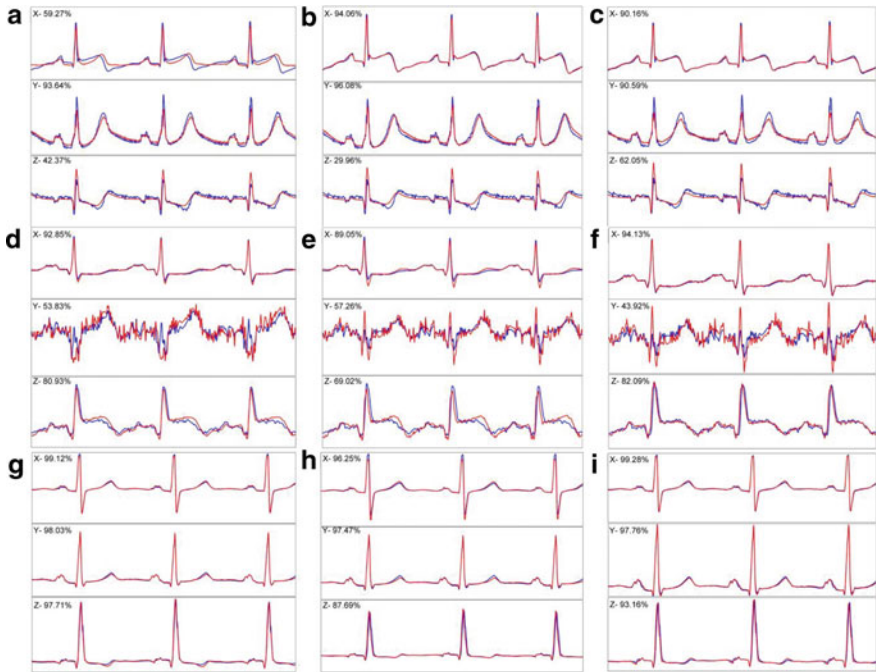 a
X- 59.27%
Y- 93.64%
Z- 42.37%
b
X- 94.06%
Y- 96.08%
Z- 29.96%
c
X- 90.16%
Y- 90.59%
Z- 62.05%
d
X- 92.85%
Y- 53.83%
Z- 80.93%
e
X- 89.05%
Y- 57.26%
Z- 69.02%
f
X- 94.13%
Y- 43.92%
Z- 82.09%
g
X- 99.12%
Y- 98.03%
Z- 97.71%
h
X- 96.25%
Y- 97.47%
Z- 87.69%
i
X- 99.28%
Y- 97.76%
Z- 93.16%